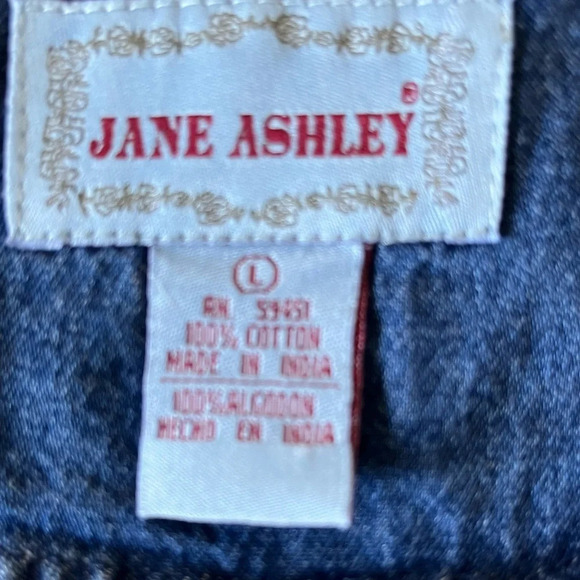 JANE ASHLEY®
L
RN. 59451
100% COTTON
MADE IN INDIA
100% ALGODON
HECHO EN INDIA